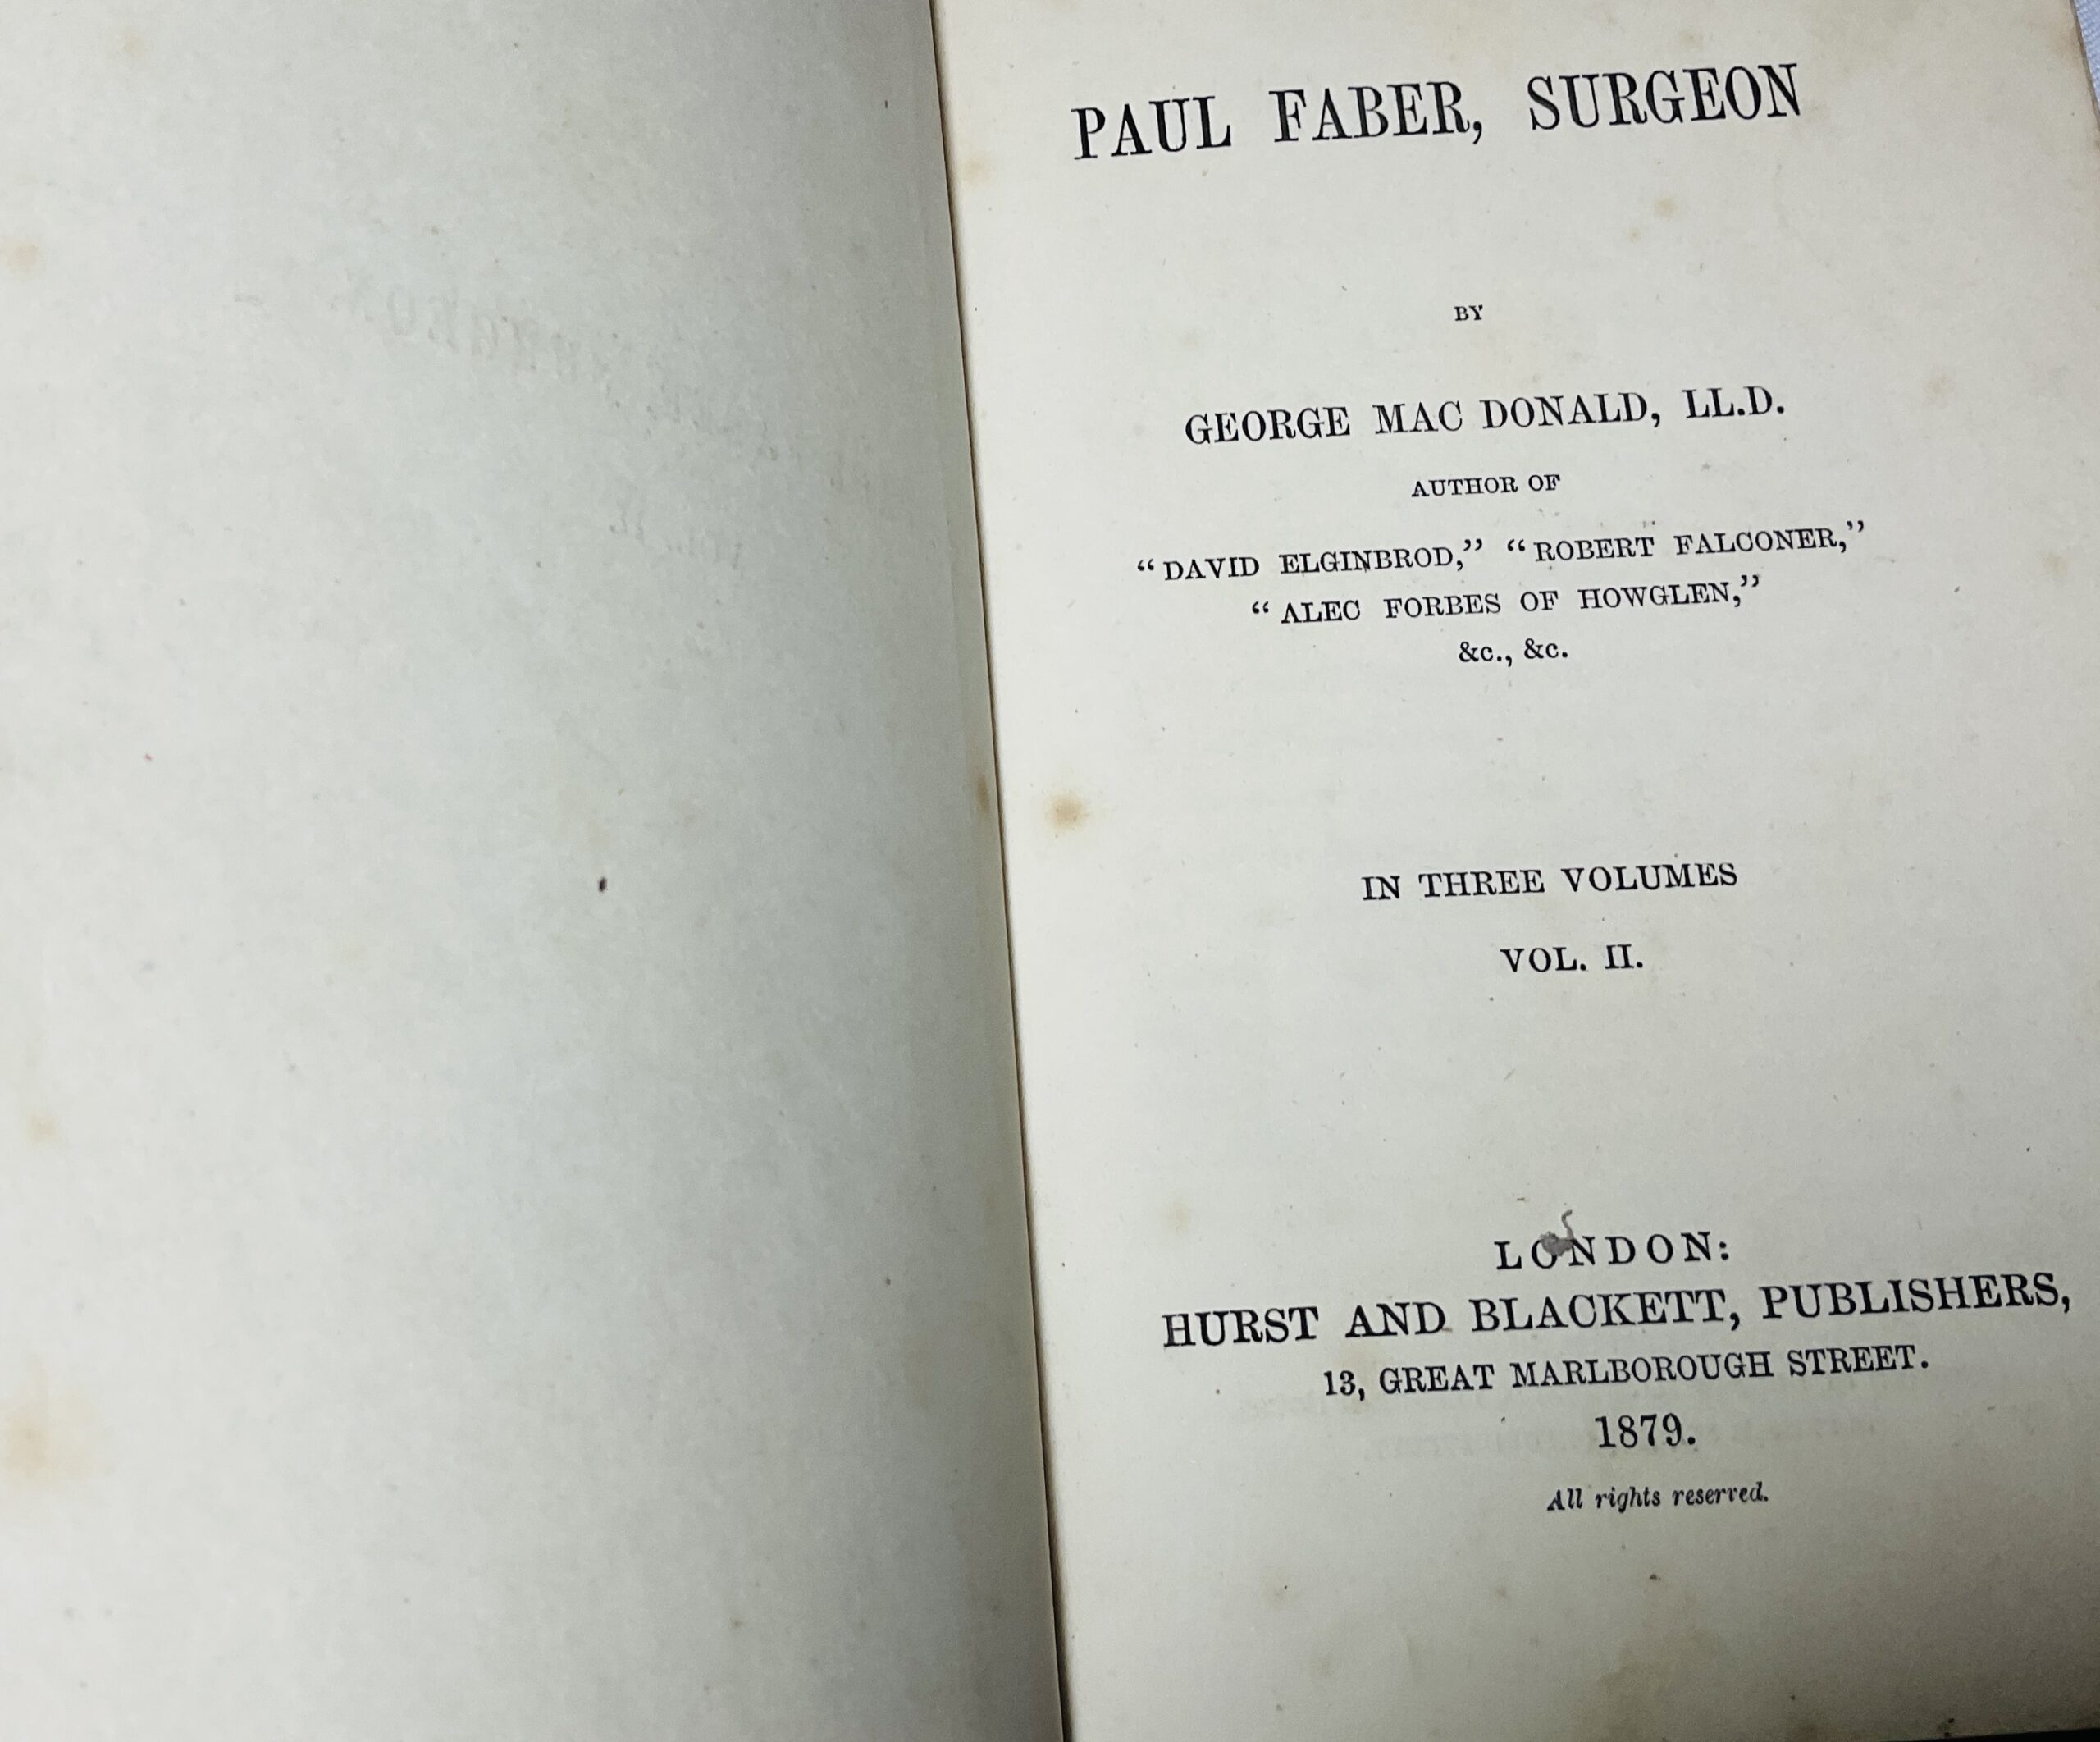 PAUL FABER, SURGEON
BY
GEORGE MAC DONALD, LL.D.
AUTHOR OF
“DAVID ELGINBROD,” “ROBERT FALCONER,”
“ALEC FORBES OF HOWGLEN,”
&c., &c.
IN THREE VOLUMES
VOL. II.
LONDON:
HURST AND BLACKETT, PUBLISHERS,
13, GREAT MARLBOROUGH STREET.
1879.
All rights reserved.